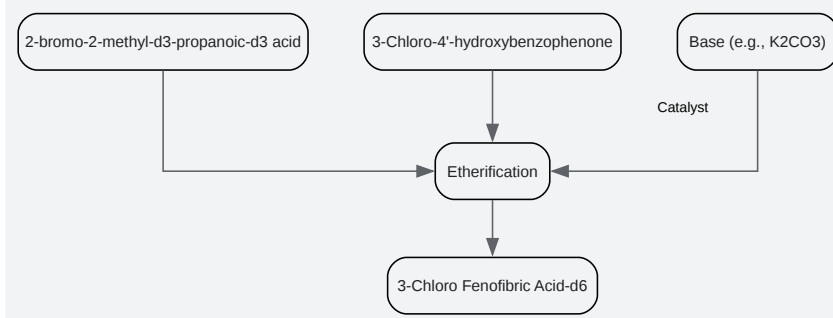 2-bromo-2-methyl-d3-propanoic-d3 acid
3-Chloro-4'-hydroxybenzophenone
Base (e.g., K2CO3)
Catalyst
Etherification
3-Chloro Fenofibric Acid-d6